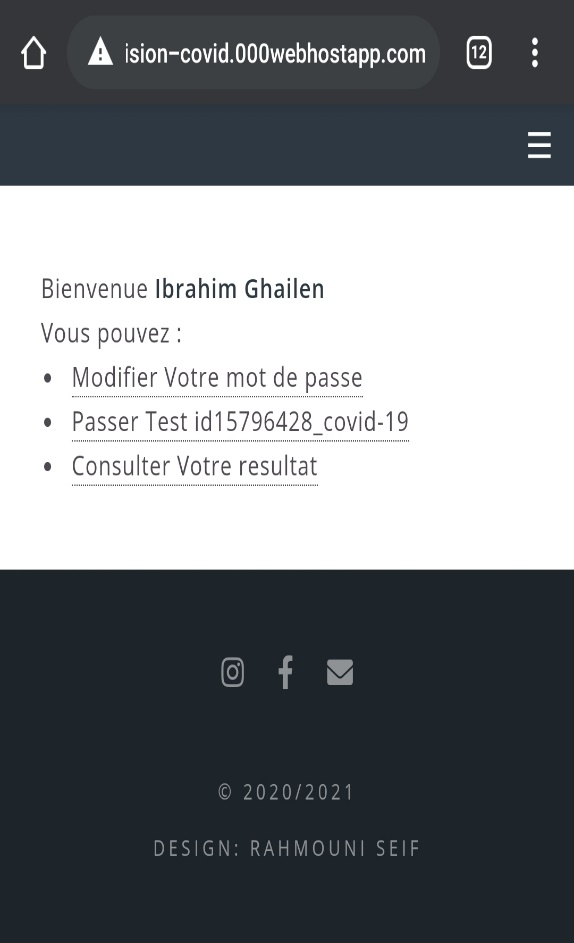 ision-covid.000webhostapp.com
12
Bienvenue Ibrahim Ghailen
Vous pouvez :
Modifier Votre mot de passe
Passer Test id15796428_covid-19
Consulter Votre resultat
© 2020/2021
DESIGN: RAHMOUNI SEIF